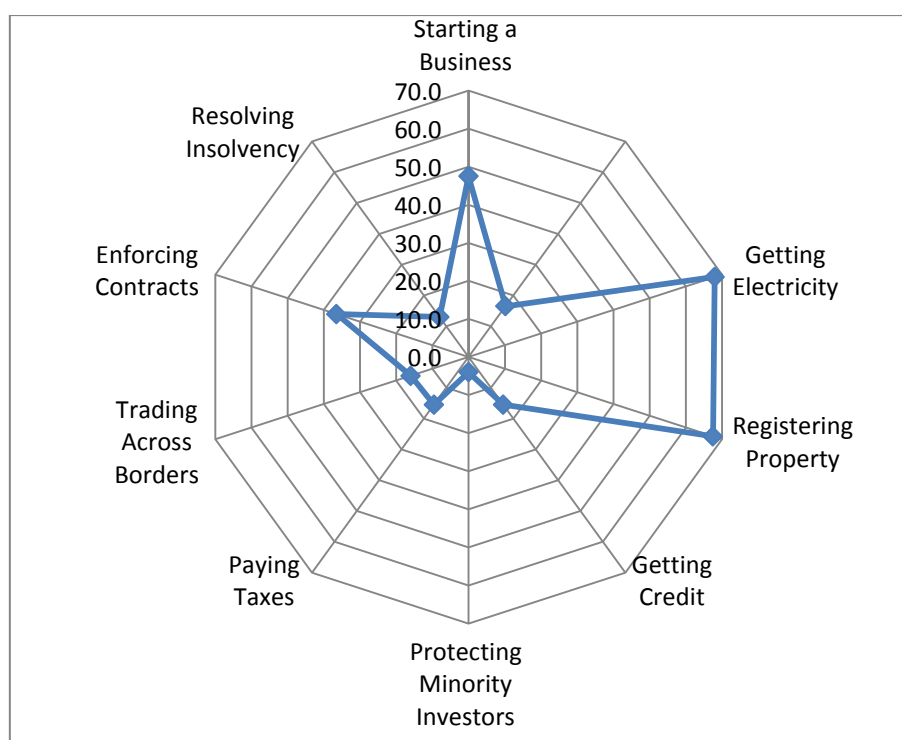 Starting a
Business
70.0
60.0
50.0
40.0
30.0
20.0
10.0
0.0
Getting
Electricity
Registering
Property
Getting
Credit
Protecting
Minority
Investors
Paying
Taxes
Trading
Across
Borders
Enforcing
Contracts
Resolving
Insolvency